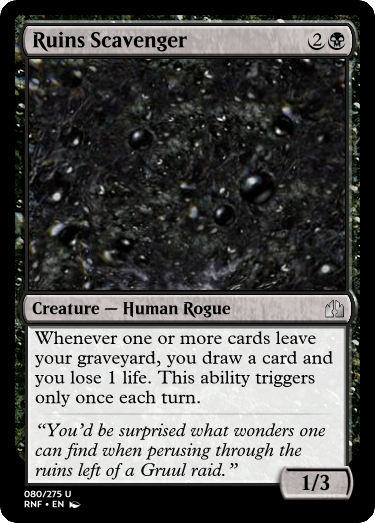 Ruins Scavenger 2
Creature — Human Rogue
Whenever one or more cards leave
your graveyard, you draw a card and
you lose 1 life. This ability triggers
only once each turn.
“You’d be surprised what wonders one
can find when perusing through the
ruins left of a Gruul raid.”
1/3
080/275 U
RNF • EN